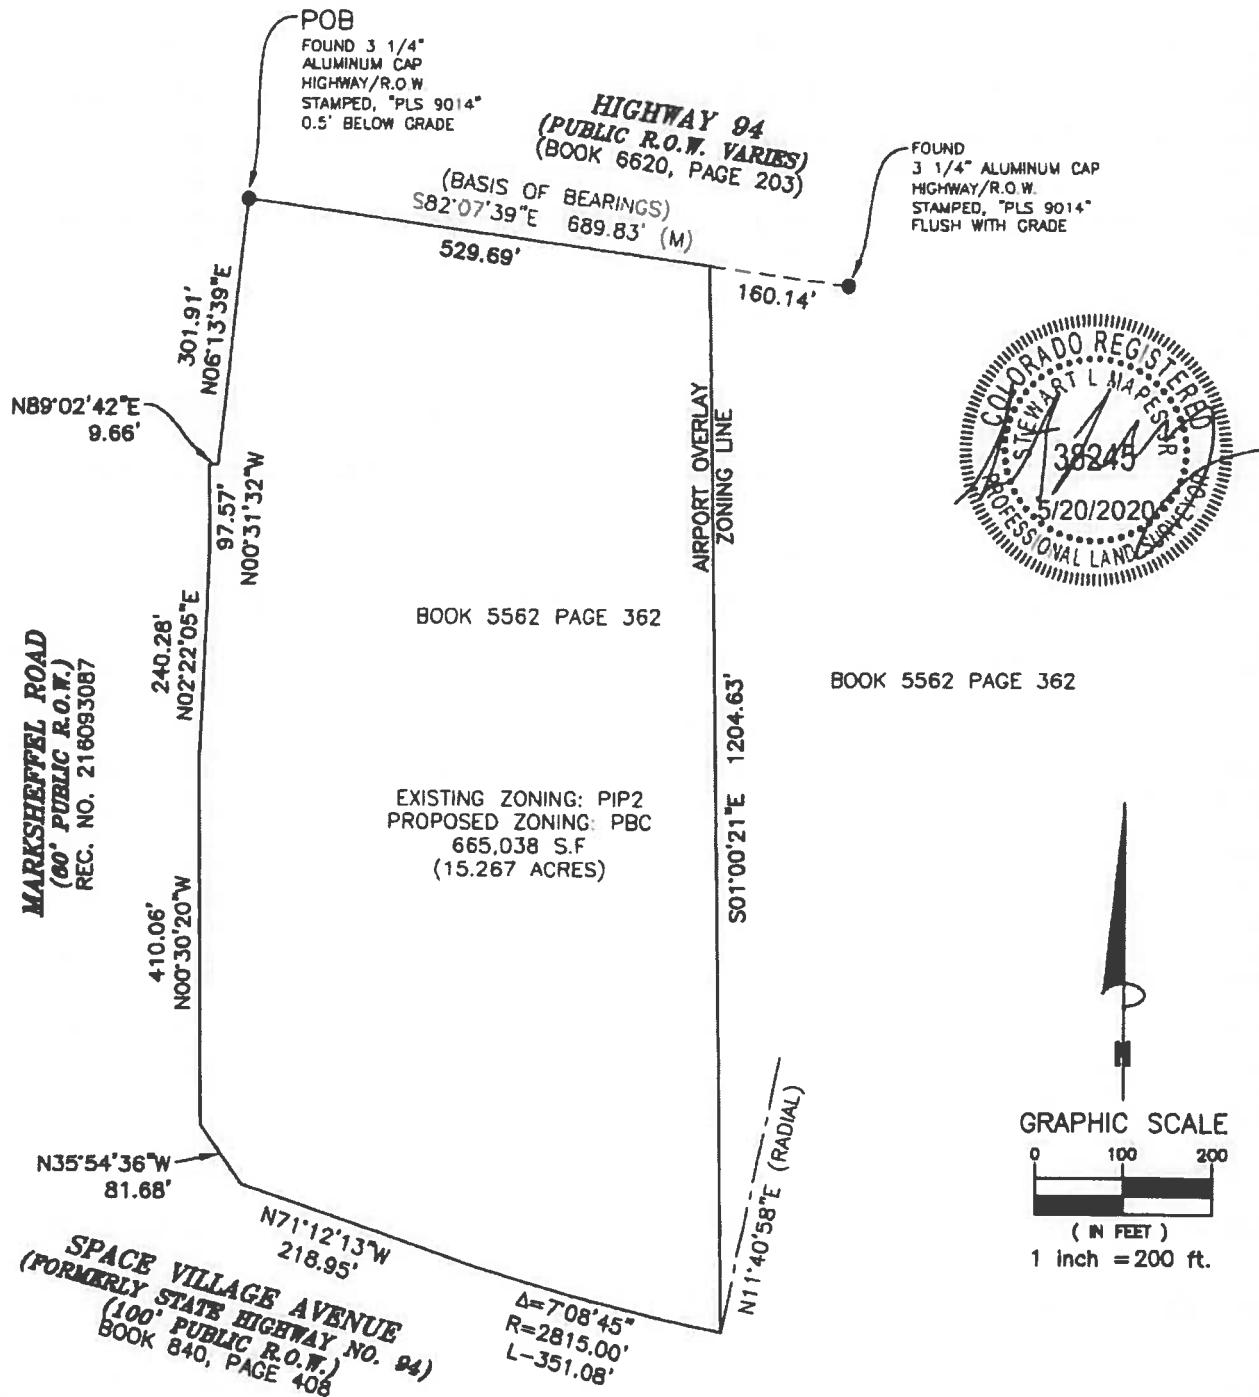 POB
FOUND 3 1/4"
ALUMINUM CAP
HIGHWAY/R.O.W.
STAMPED, "PLS 9014"
0.5' BELOW GRADE
HIGHWAY 94
(PUBLIC R.O.W. VARIES)
(BOOK 6620, PAGE 203)
FOUND
3 1/4" ALUMINUM CAP
HIGHWAY/R.O.W.
STAMPED, "PLS 9014"
FLUSH WITH GRADE
(BASIS OF BEARINGS)
S82°07'39"E 689.83' (M)
529.69'
160.14'
301.91'
N06°13'39"E
N89°02'42"E
9.66'
97.57'
N00°31'32"W
240.28'
N02°22'05"E
MARKSHEFFEL ROAD
(60' PUBLIC R.O.W.)
REC. NO. 216093087
410.06'
N00°30'20"W
AIRPORT OVERLAY
ZONING LINE
COLORADO REGISTERED
STEWART L MAPES JR
38245
5/20/2020
PROFESSIONAL LAND SURVEYOR
BOOK 5562 PAGE 362
BOOK 5562 PAGE 362
S01°00'21"E 1204.63'
EXISTING ZONING: PIP2
PROPOSED ZONING: PBC
665,038 S.F
(15.267 ACRES)
N35°54'36"W
81.68'
N71°12'13"W
218.95'
SPACE VILLAGE AVENUE
(FORMERLY STATE HIGHWAY NO. 94)
(100' PUBLIC R.O.W.)
BOOK 840, PAGE 408
Δ=7°08'45"
R=2815.00'
L-351.08'
N11°40'58"E (RADIAL)
N
GRAPHIC SCALE
0 100 200
( IN FEET )
1 inch =200 ft.